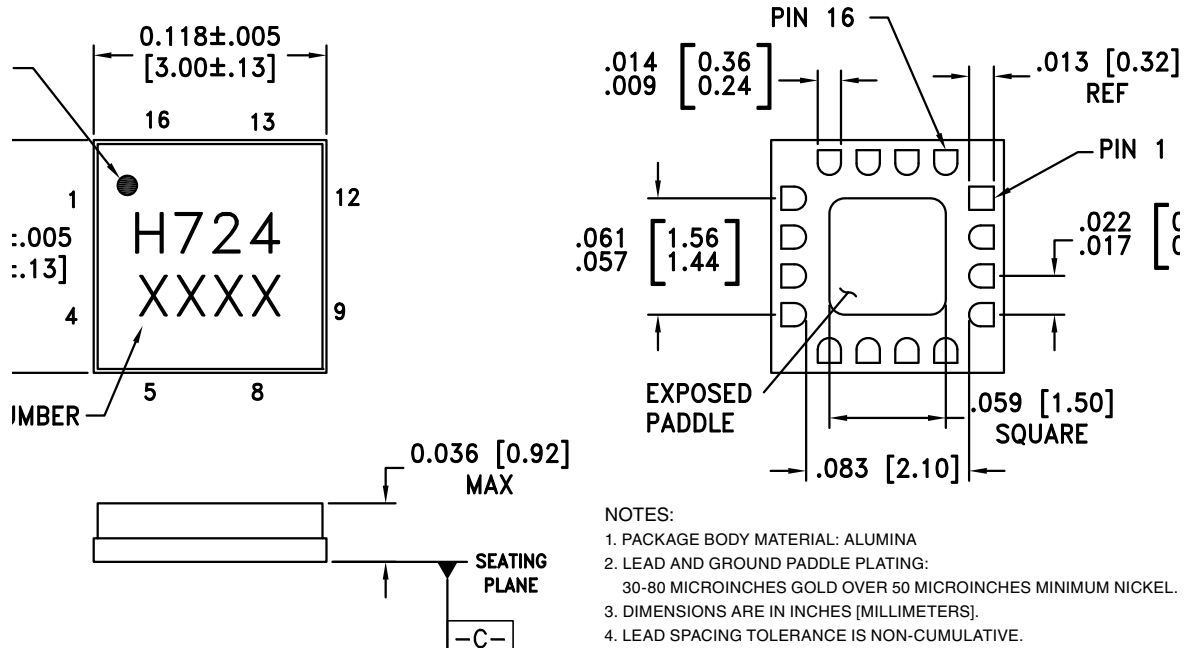 0.118±.005
[3.00±.13]
16 13
1
12
.005
.13]
H724
XXXX
4
9
5 8
0.036 [0.92]
MAX
SEATING
PLANE
-C-
PIN 16
.014 [0.36
.009 0.24]
.013 [0.32]
REF
PIN 1
.061 [1.56
.057 1.44]
.022
.017
EXPOSED
PADDLE
.059 [1.50]
SQUARE
.083 [2.10]
NOTES:
1. PACKAGE BODY MATERIAL: ALUMINA
2. LEAD AND GROUND PADDLE PLATING:
30-80 MICROINCHES GOLD OVER 50 MICROINCHES MINIMUM NICKEL.
3. DIMENSIONS ARE IN INCHES [MILLIMETERS].
4. LEAD SPACING TOLERANCE IS NON-CUMULATIVE.